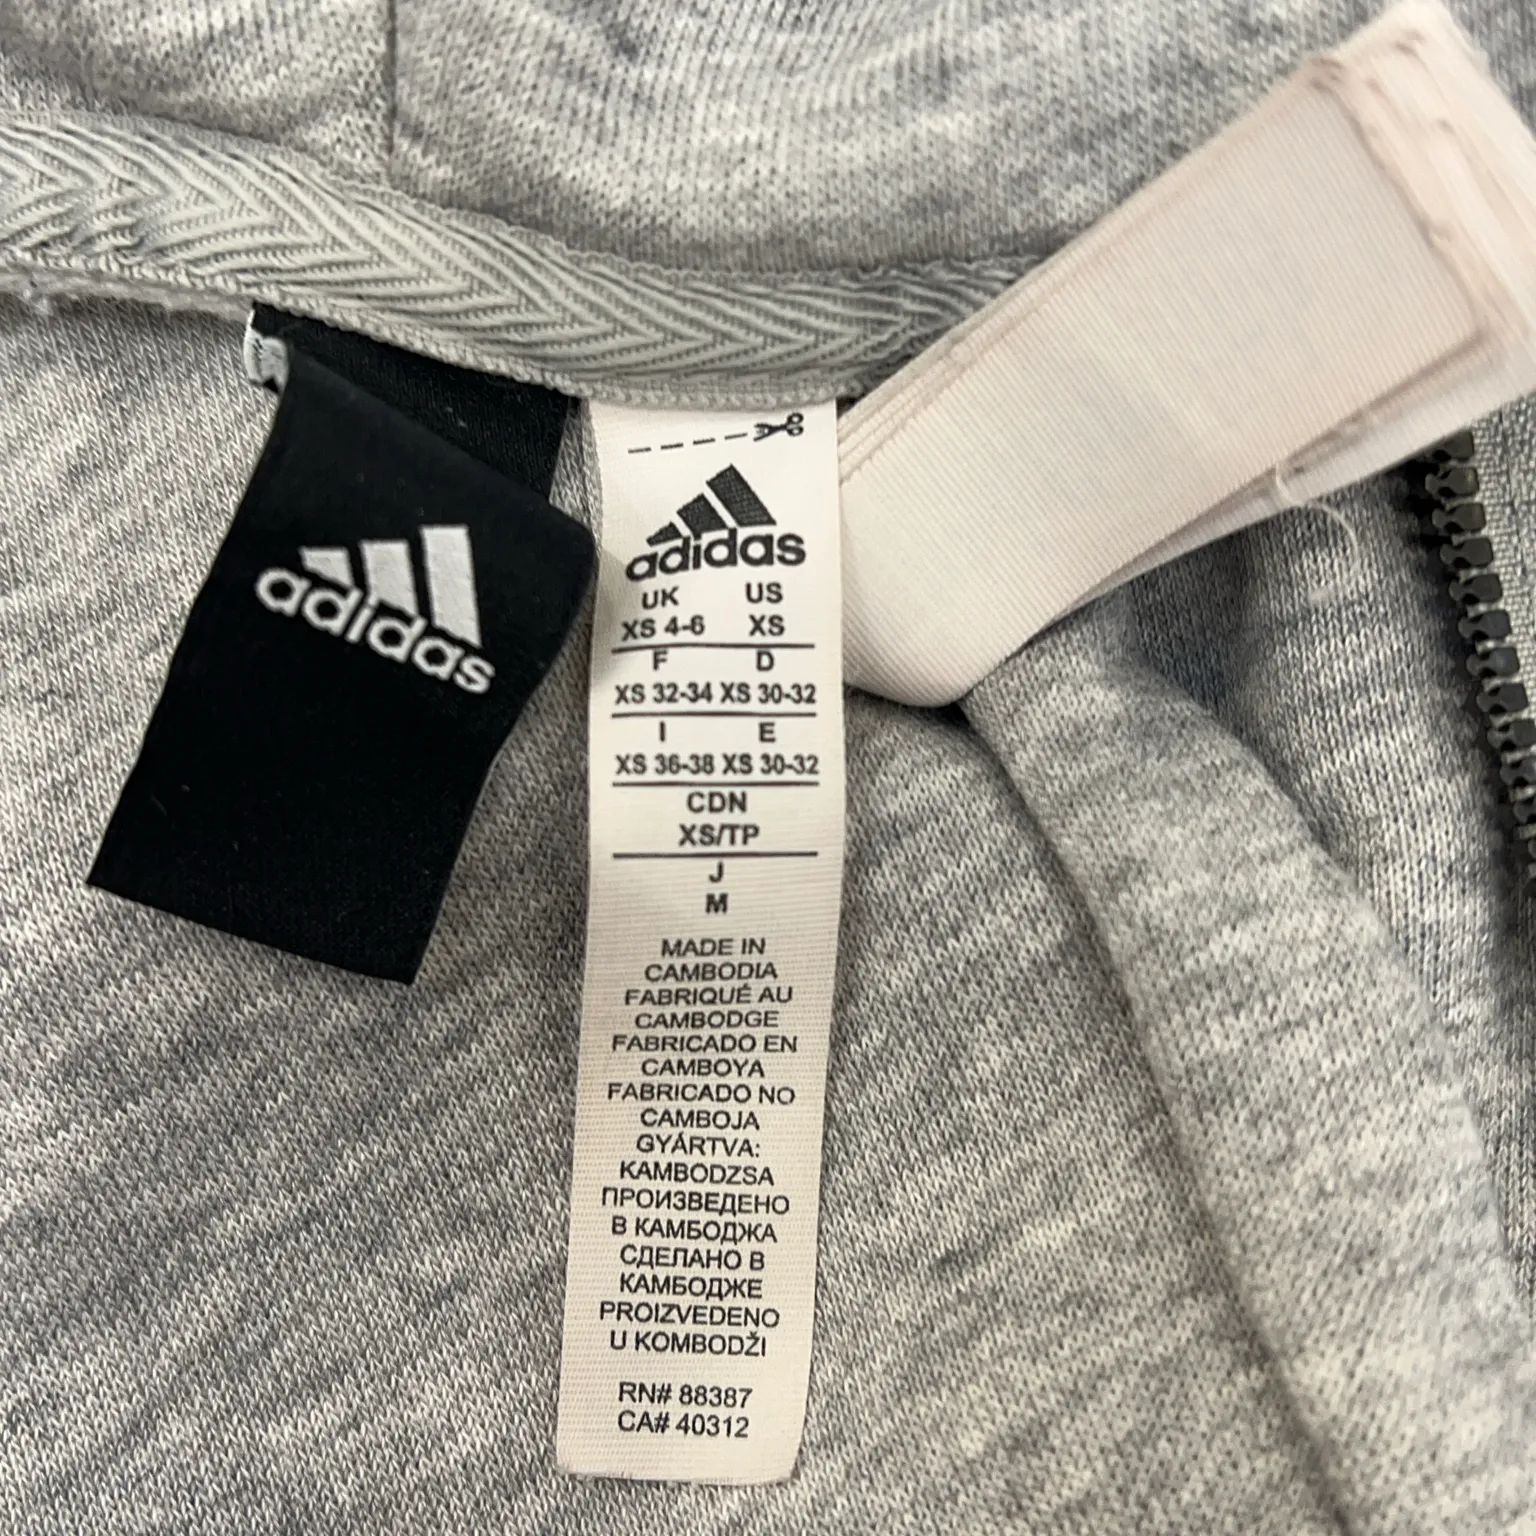 adidas
adidas
UK US
XS 4-6 XS
F D
XS 32-34 XS 30-32
I E
XS 36-38 XS 30-32
CDN
XS/TP
J
M
MADE IN
CAMBODIA
FABRIQUÉ AU
CAMBODGE
FABRICADO EN
CAMBOYA
FABRICADO NO
CAMBOJA
GYÁRTVA:
KAMBODZSA
ПРОИЗВЕДЕНО
В КАМБОДЖА
СДЕЛАНО В
КАМБОДЖЕ
PROIZVEDENO
U KOMBODŽI
RN# 88387
CA# 40312